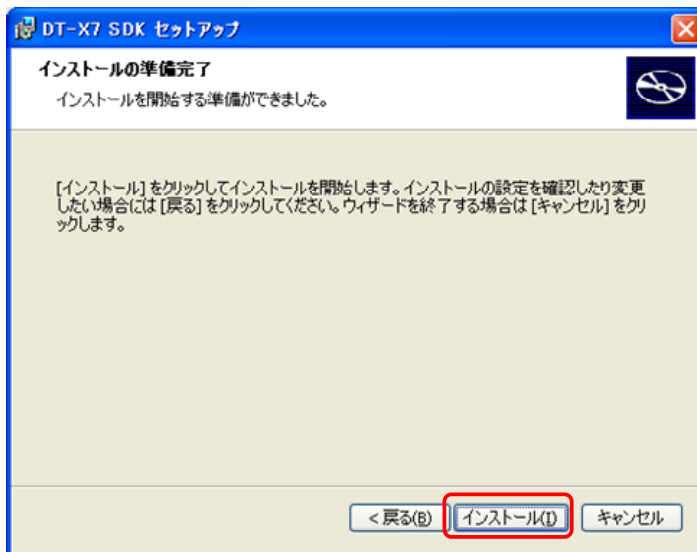 DT-X7 SDK セットアップ
インストールの準備完了
インストールを開始する準備ができました。
[インストール] をクリックしてインストールを開始します。インストールの設定を確認したり変更
したい場合には [戻る] をクリックしてください。ウィザードを終了する場合は [キャンセル] をクリ
ックします。
< 戻る(B) インストール(I) キャンセル